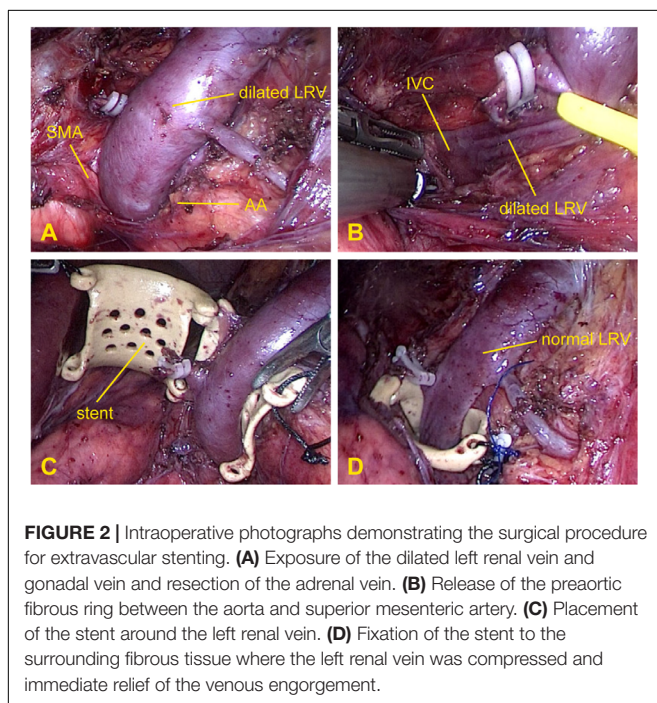 dilated LRV
SMA
AA
A
IVC
dilated LRV
B
stent
C
normal LRV
D
FIGURE 2 | Intraoperative photographs demonstrating the surgical procedure
for extravascular stenting. (A) Exposure of the dilated left renal vein and
gonadal vein and resection of the adrenal vein. (B) Release of the preaortic
fibrous ring between the aorta and superior mesenteric artery. (C) Placement
of the stent around the left renal vein. (D) Fixation of the stent to the
surrounding fibrous tissue where the left renal vein was compressed and
immediate relief of the venous engorgement.